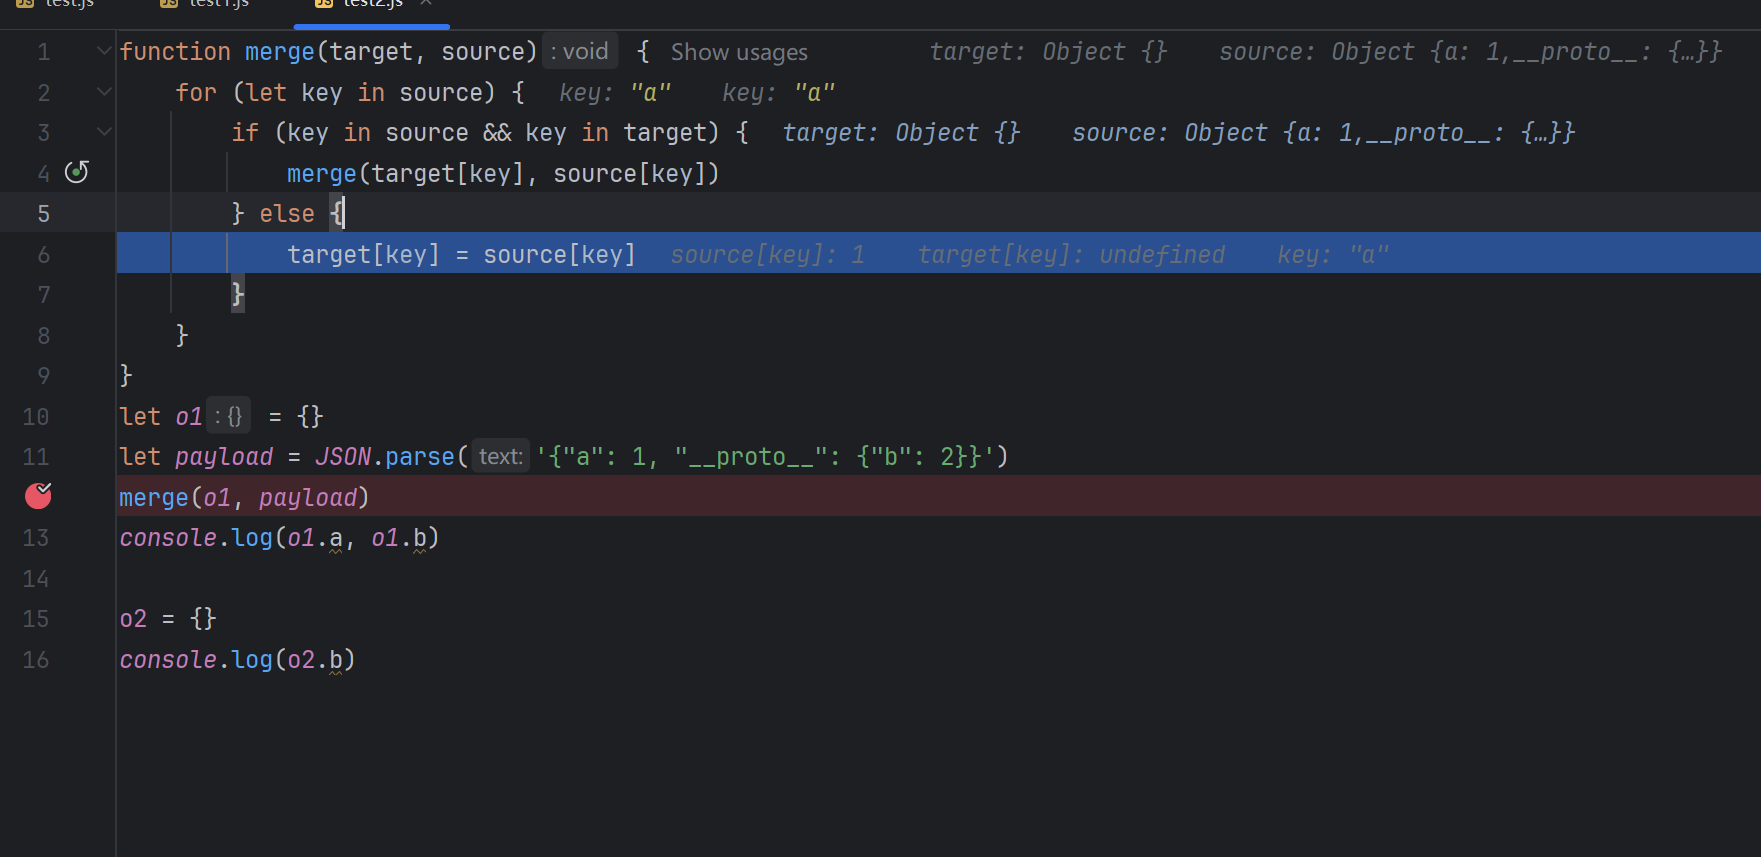 JS test.js JS test1.js JS test2.js ×
1 function merge(target, source) : void { Show usages target: Object {} source: Object {a: 1,__proto__: {…}}
2 for (let key in source) { key: "a" key: "a"
3 if (key in source && key in target) { target: Object {} source: Object {a: 1,__proto__: {…}}
4 merge(target[key], source[key])
5 } else {
6 target[key] = source[key] source[key]: 1 target[key]: undefined key: "a"
7 }
8 }
9 }
10 let o1 : {} = {}
11 let payload = JSON.parse( text: '{"a": 1, "__proto__": {"b": 2}}')
merge(o1, payload)
13 console.log(o1.a, o1.b)
14
15 o2 = {}
16 console.log(o2.b)